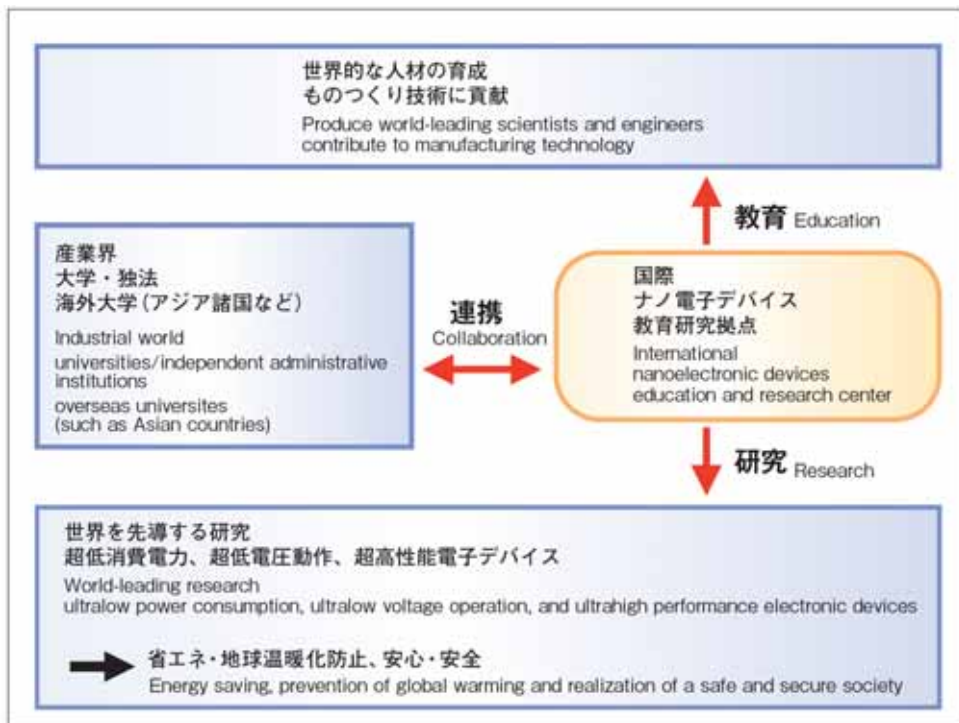 世界的な人材の育成
ものつくり技術に貢献
Produce world-leading scientists and engineers
contribute to manufacturing technology
教育 Education
産業界
大学・独法
海外大学(アジア諸国など)
Industrial world
universities/independent administrative
institutions
overseas universites
(such as Asian countries)
連携
Collaboration
国際
ナノ電子デバイス
教育研究拠点
International
nanoelectronic devices
education and research center
研究 Research
世界を先導する研究
超低消費電力、超低電圧動作、超高性能電子デバイス
World-leading research
ultralow power consumption, ultralow voltage operation, and ultrahigh performance electronic devices
省エネ・地球温暖化防止、安心・安全
Energy saving, prevention of global warming and realization of a safe and secure society